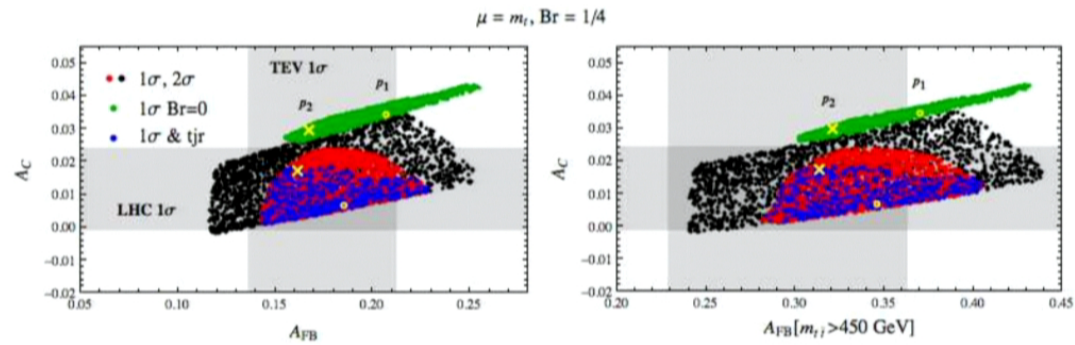 μ = m_t, Br = 1/4
0.05
0.04
0.03
0.02
0.01
0.00
−0.01
−0.02
A_C
TEV 1σ
1σ, 2σ
1σ Br=0
1σ & tjr
p_1
p_2
LHC 1σ
0.05 0.10 0.15 0.20 0.25
A_FB
0.05
0.04
0.03
0.02
0.01
0.00
−0.01
−0.02
A_C
p_1
p_2
0.20 0.25 0.30 0.35 0.40 0.45
A_FB[m_t t̄ >450 GeV]